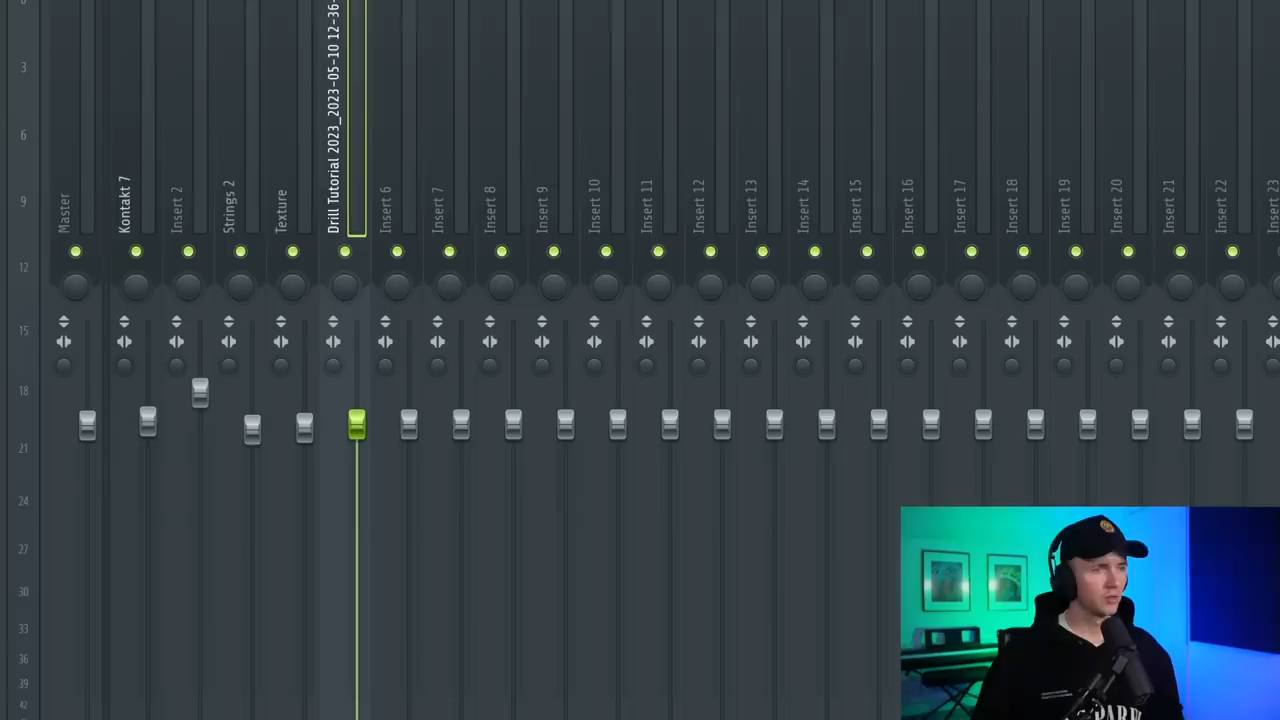 3
6
9
12
15
18
21
24
27
30
33
36
39
42
Master
Kontakt 7
Insert 2
Strings 2
Texture
Drill Tutorial 2023_2023-05-10 12-36-
Insert 6
Insert 7
Insert 8
Insert 9
Insert 10
Insert 11
Insert 12
Insert 13
Insert 14
Insert 15
Insert 16
Insert 17
Insert 18
Insert 19
Insert 20
Insert 21
Insert 22
Insert 23